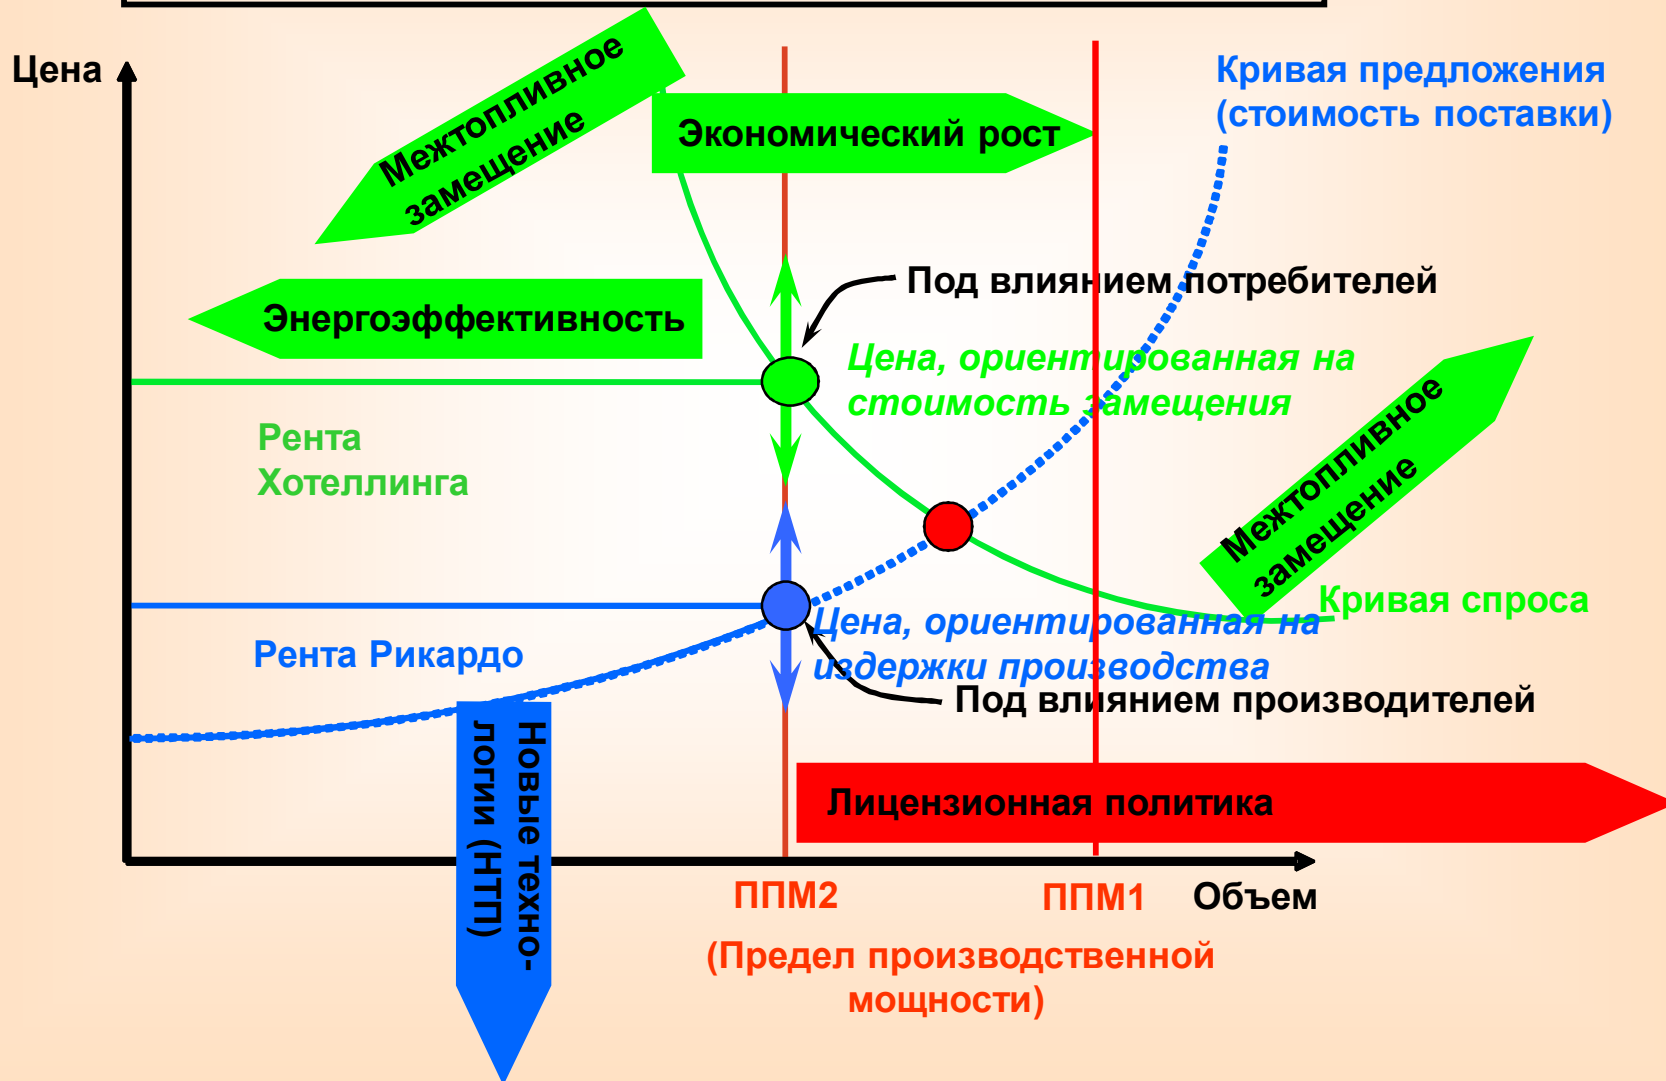 Цена
Межтопливное
замещение
Экономический рост
Кривая предложения
(стоимость поставки)
Под влиянием потребителей
Энергоэффективность
Цена, ориентированная на
стоимость замещения
Рента
Хотеллинга
Межтопливное
замещение
Кривая спроса
Цена, ориентированная на
издержки производства
Рента Рикардо
Под влиянием производителей
Новые техно-
логии (НТП)
Лицензионная политика
ППМ2
ППМ1
Объем
(Предел производственной
мощности)